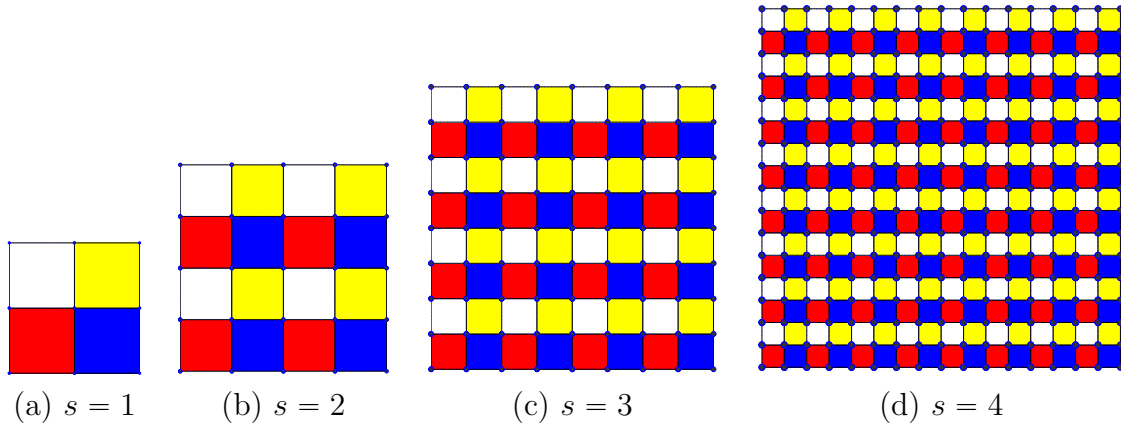 (a) s = 1 (b) s = 2 (c) s = 3 (d) s = 4